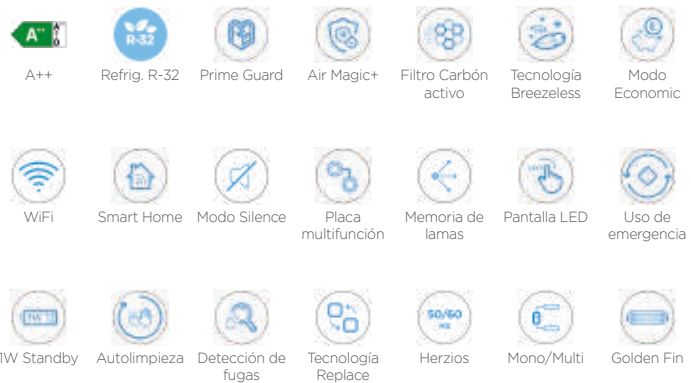 A++
R-32
A++
Refrig. R-32
Prime Guard
Air Magic+
Filtro Carbón
activo
Tecnología
Breezeless
Modo
Economic
WiFi
Smart Home
Modo Silence
Placa
multifunción
Memoria de
lamas
Pantalla LED
Uso de
emergencia
1W
50/60
HZ
1W Standby
Autolimpieza
Detección de
fugas
Tecnología
Replace
Herzios
Mono/Multi
Golden Fin